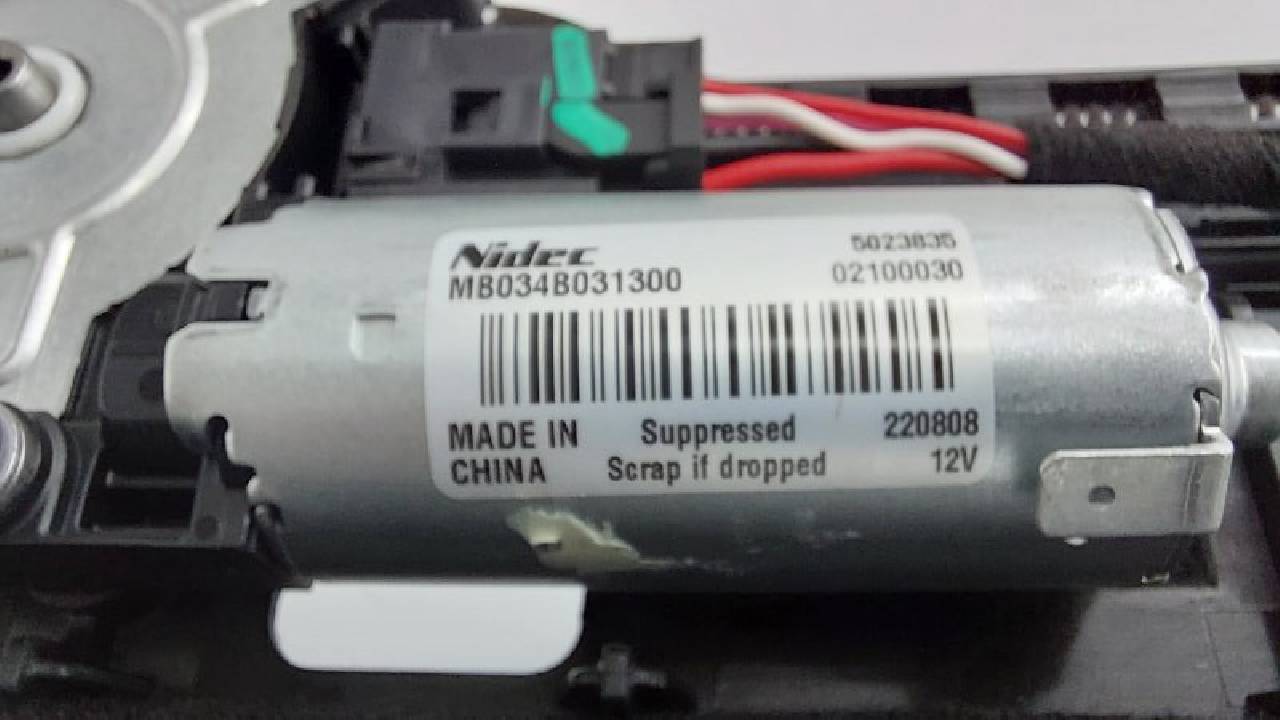 Nidec 5023835
MB034B031300 02100030
MADE IN Suppressed 220808
CHINA Scrap if dropped 12V